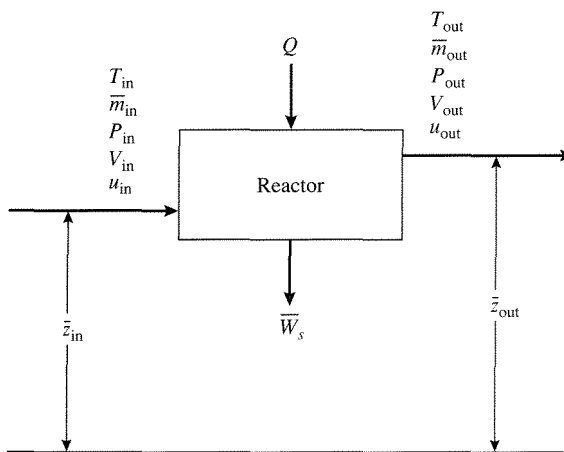 T_out
m̅_out
P_out
V_out
u_out
Q
T_in
m̅_in
P_in
V_in
u_in
Reactor
z̄_in
z̄_out
W̅_s